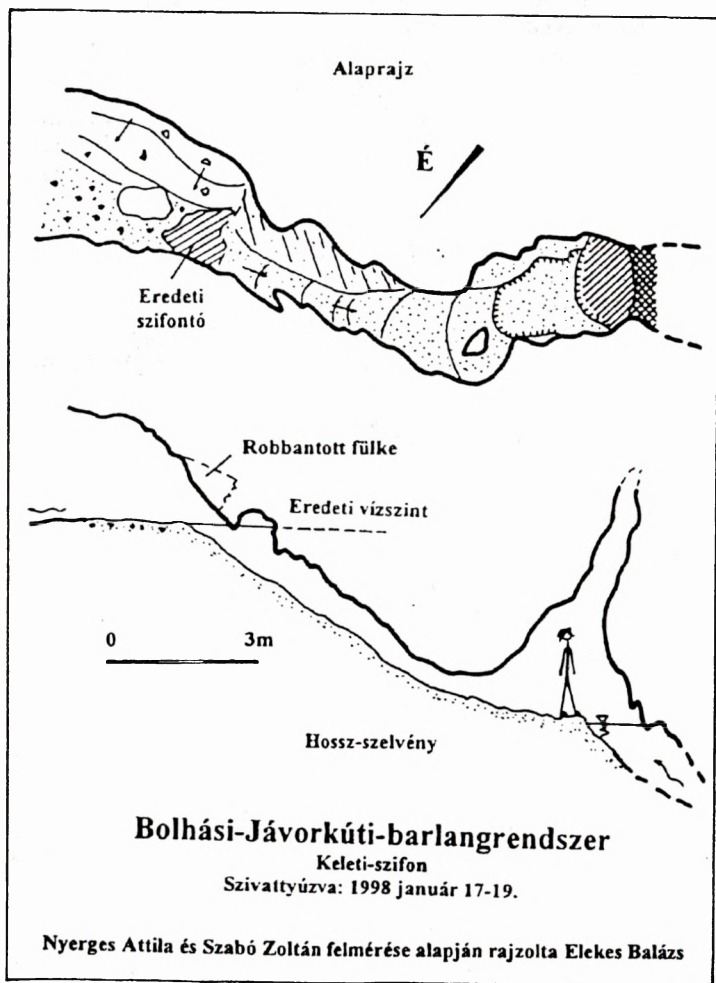 Alaprajz
É
Eredeti
szifontó
Robbantott fülke
Eredeti vízszint
0 3m
Hossz-szelvény
Bolhási-Jávorkúti-barlangrendszer
Keleti-szifon
Szivattyúzva: 1998 január 17-19.
Nyerges Attila és Szabó Zoltán felmérése alapján rajzolta Elekes Balázs